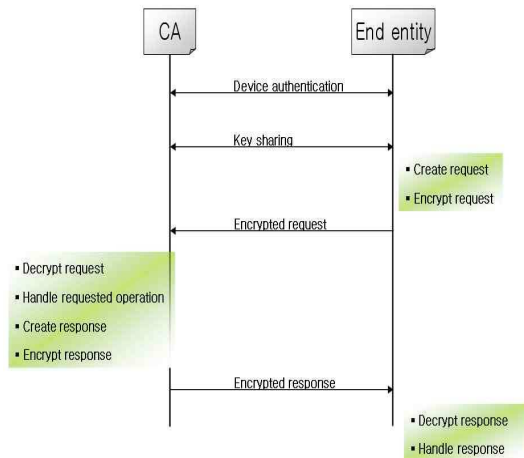 CA
End entity
Device authentication
Key sharing
▪ Create request
▪ Encrypt request
Encrypted request
▪ Decrypt request
▪ Handle requested operation
▪ Create response
▪ Encrypt response
Encrypted response
▪ Decrypt response
▪ Handle response